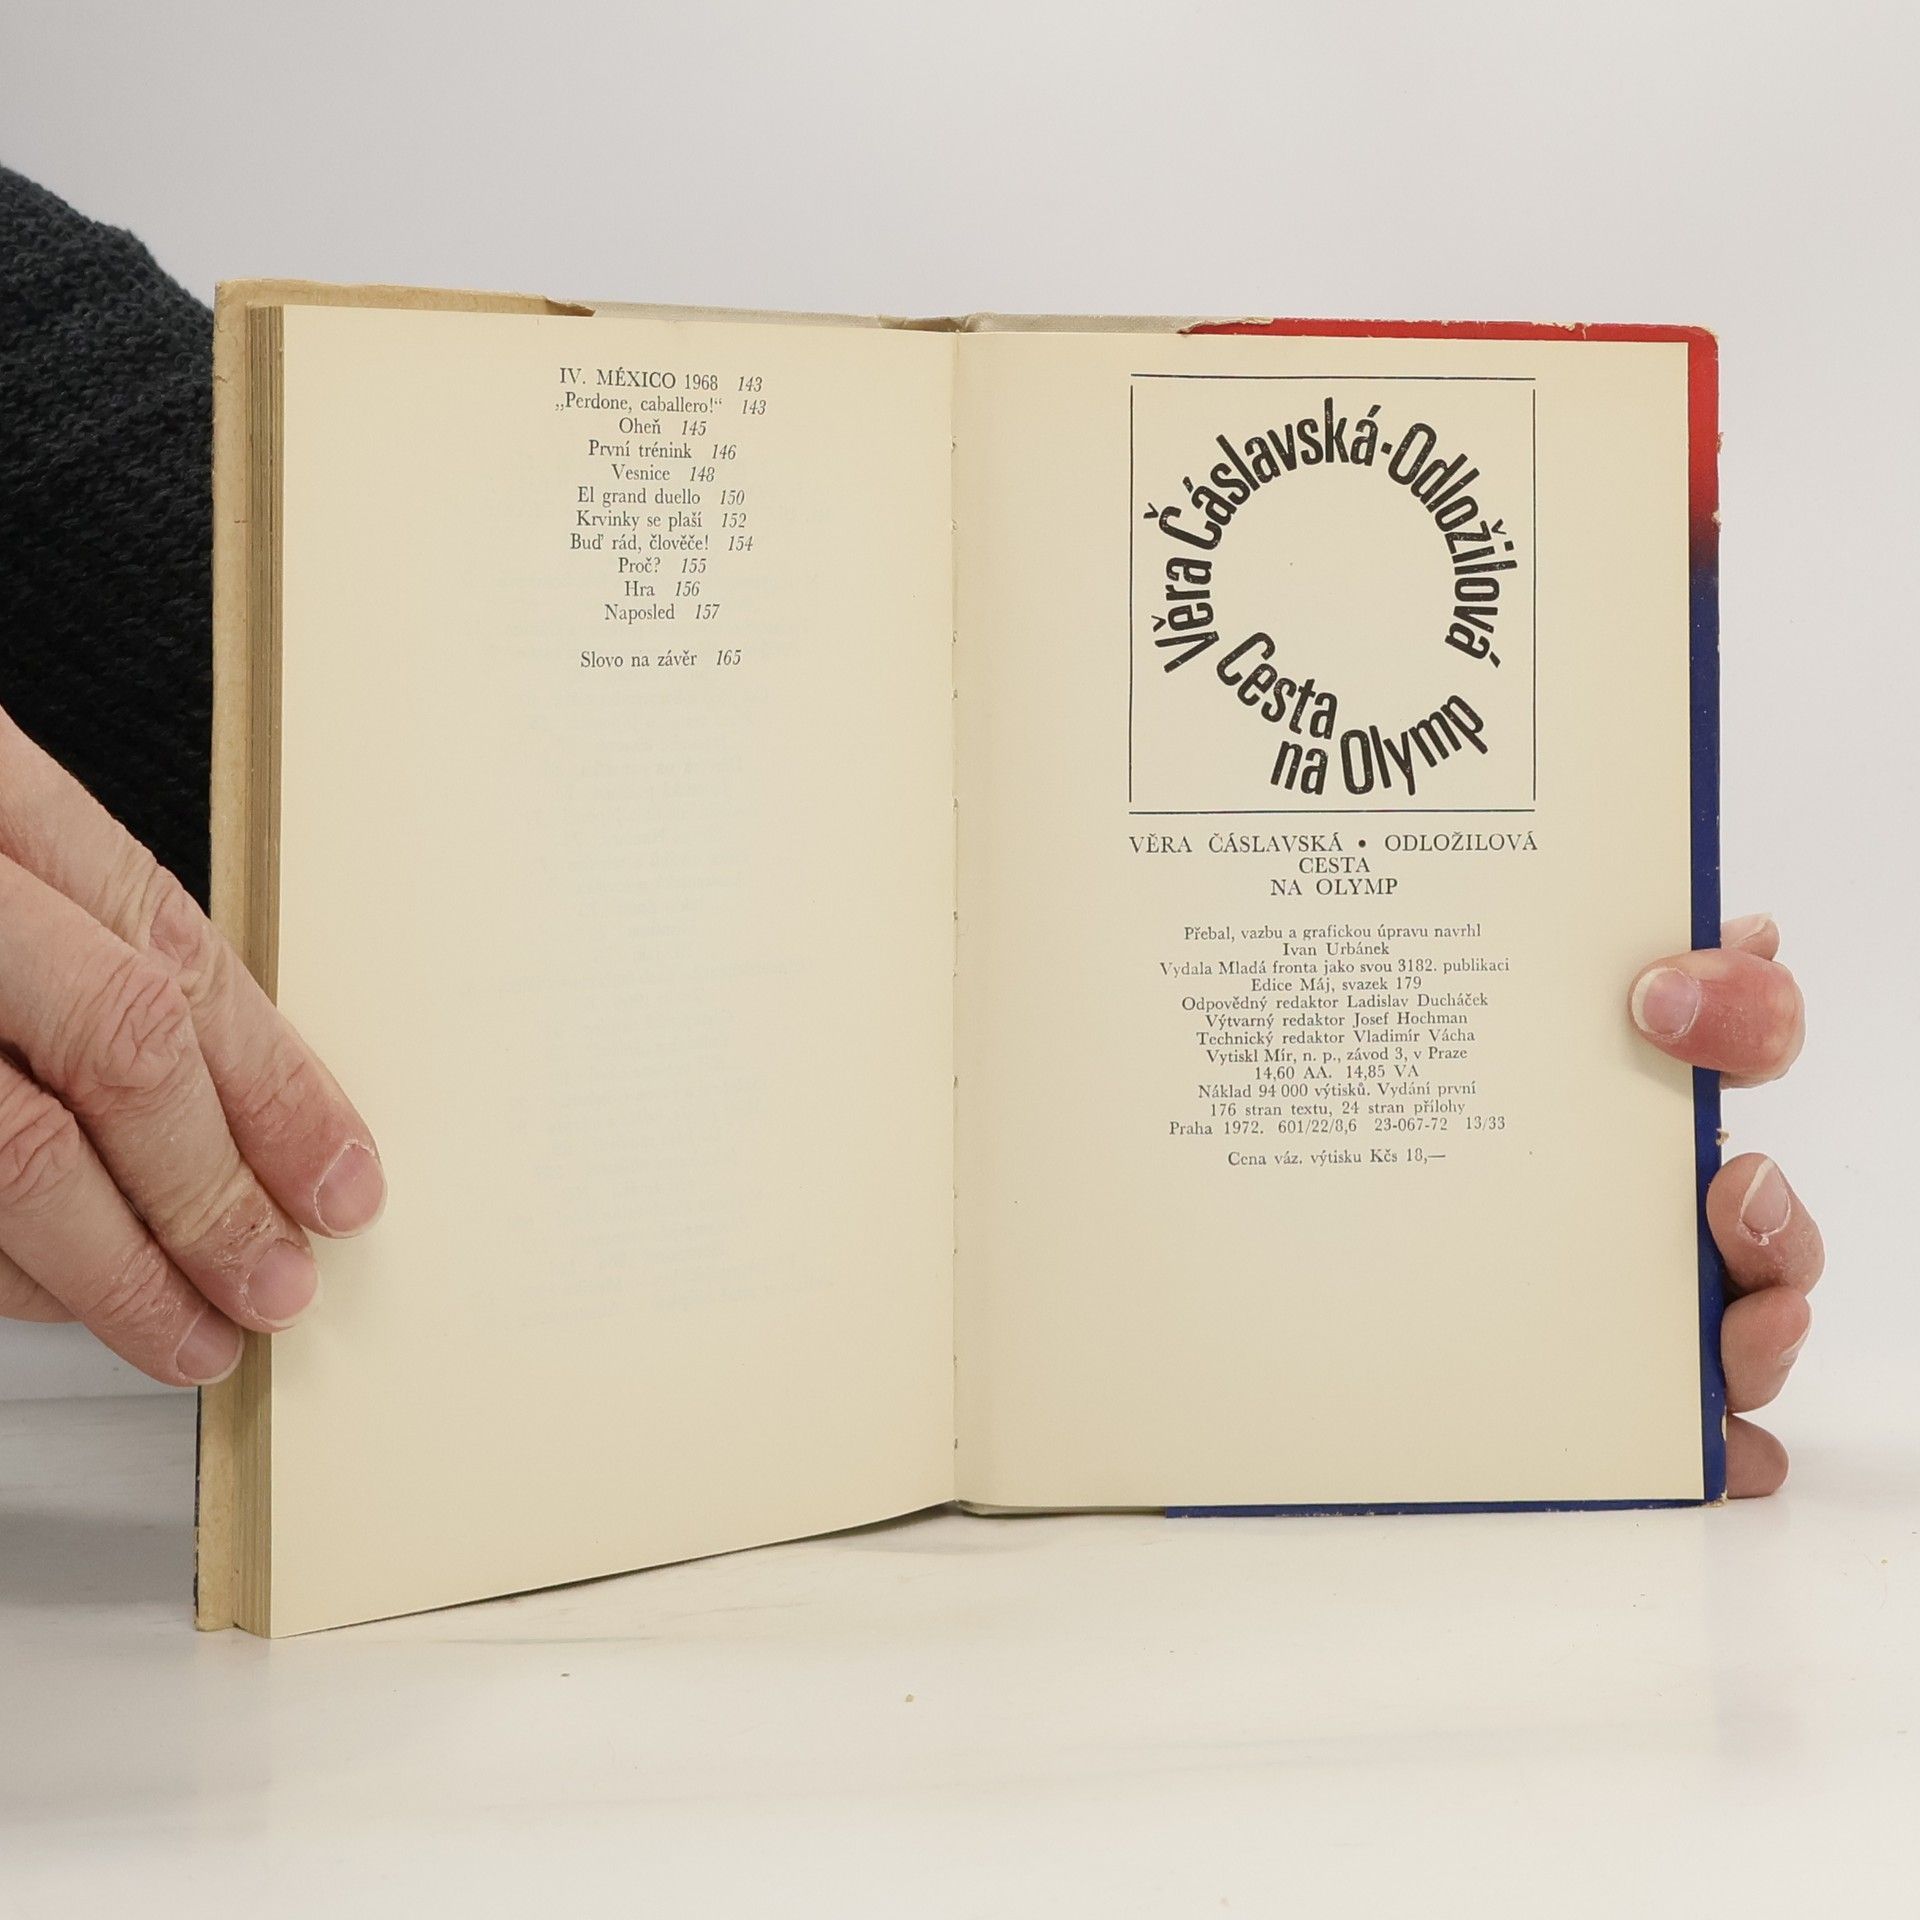 IV. MÉXICO 1968 143
„Perdone, caballero!“ 143
Oheň 145
První trénink 146
Vesnice 148
El grand duello 150
Krvinky se plaší 152
Buď rád, člověče! 154
Proč? 155
Hra 156
Naposled 157
Slovo na závěr 165
Věra Čáslavská-Odložilová
Cesta
na Olymp
VĚRA ČÁSLAVSKÁ • ODLOŽILOVÁ
CESTA
NA OLYMP
Přebal, vazbu a grafickou úpravu navrhl
Ivan Urbánek
Vydala Mladá fronta jako svou 3182. publikaci
Edice Máj, svazek 179
Odpovědný redaktor Ladislav Ducháček
Výtvarný redaktor Josef Hochman
Technický redaktor Vladimír Vácha
Vytiskl Mír, n. p., závod 3, v Praze
14,60 AA. 14,85 VA
Náklad 94 000 výtisků. Vydání první
176 stran textu, 24 stran přílohy
Praha 1972. 601/22/8,6 23-067-72 13/33
Cena váz. výtisku Kčs 18,—